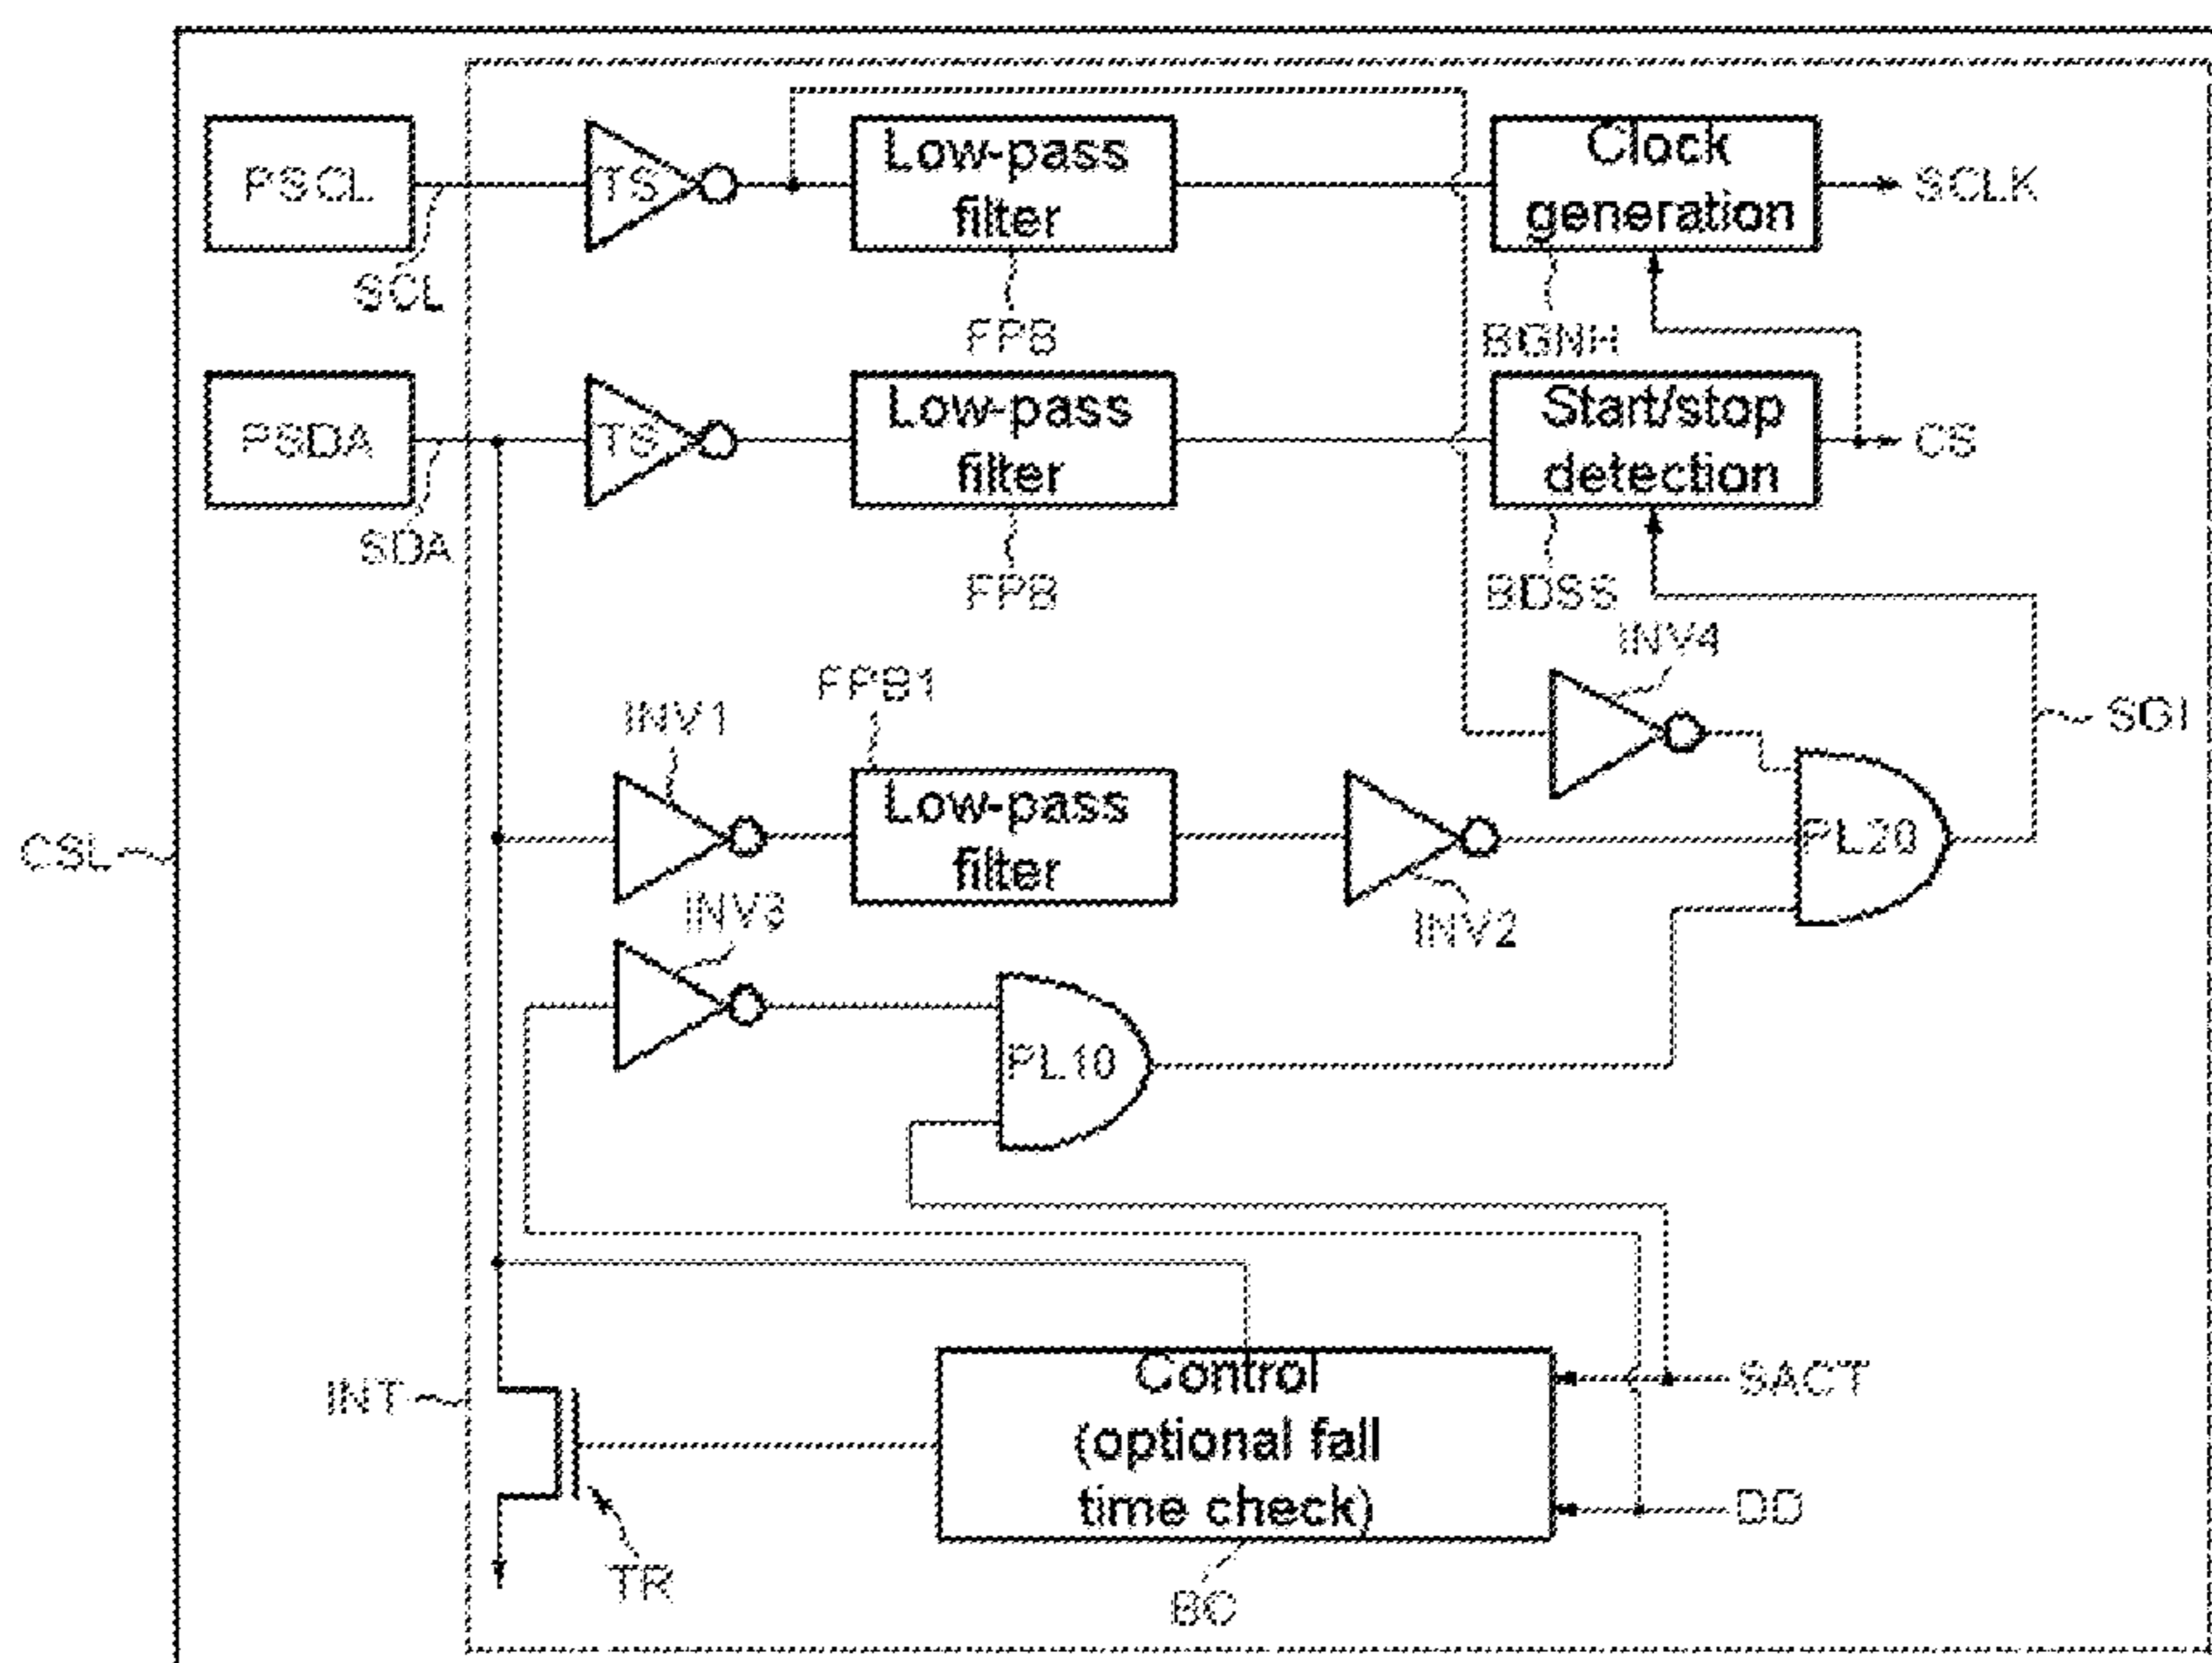 PSCL
TS
Low-pass
filter
Clock
generation
SCLK
SCL
FPB
BGNH
PSDA
TS
Low-pass
filter
Start/stop
detection
CS
SDA
FPB
BDSS
INV4
FPB1
INV1
SGI
Low-pass
filter
PL20
CSL
INV3
INV2
PL10
Control
(optional fall
time check)
SACT
INT
DD
TR
BC